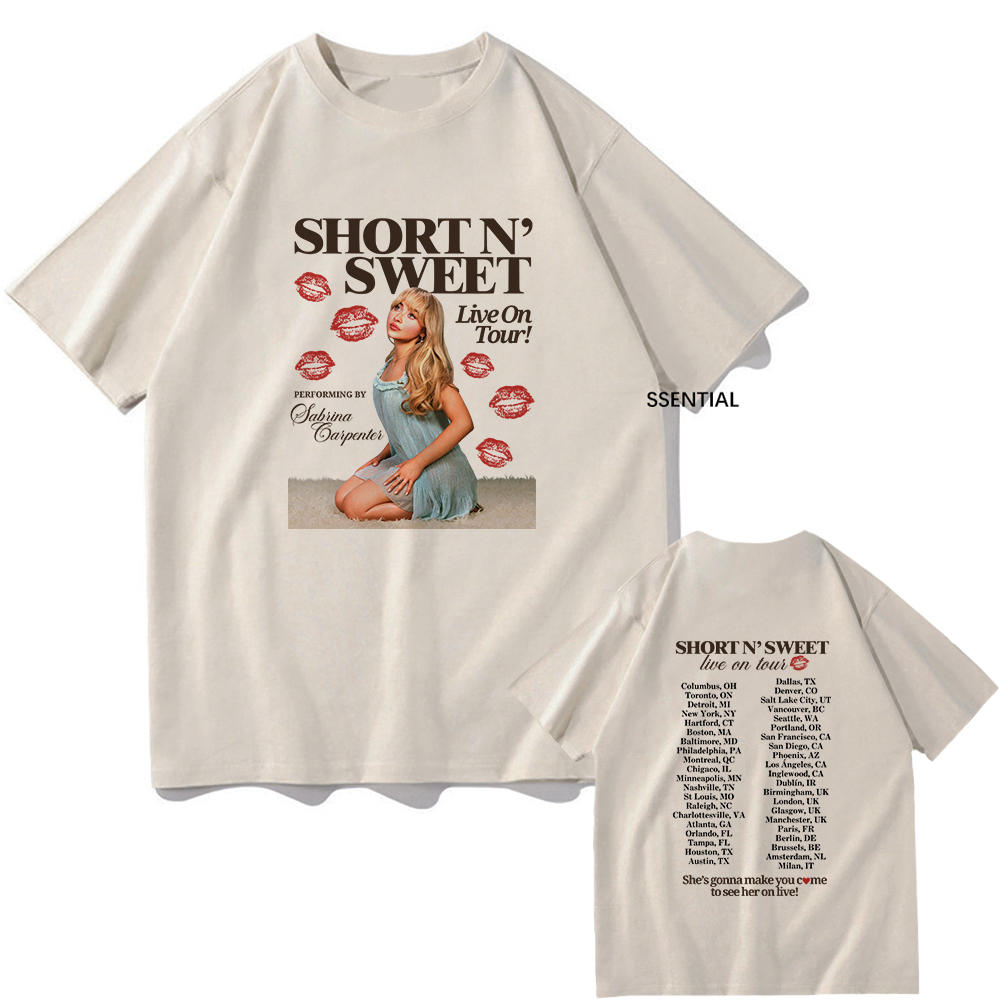 SHORT N'
SWEET
Live On
Tour!
PERFORMING BY
Sabrina
Carpenter
SSENTIAL
SHORT N' SWEET
live on tour
Columbus, OH
Toronto, ON
Detroit, MI
New York, NY
Hartford, CT
Boston, MA
Baltimore, MD
Philadelphia, PA
Montreal, QC
Chigaco, IL
Minneapolis, MN
Nashville, TN
St Louis, MO
Raleigh, NC
Charlottesville, VA
Atlanta, GA
Orlando, FL
Tampa, FL
Houston, TX
Austin, TX
Dallas, TX
Denver, CO
Salt Lake City, UT
Vancouver, BC
Seattle, WA
Portland, OR
San Francisco, CA
San Diego, CA
Phoenix, AZ
Los Ángeles, CA
Inglewood, CA
Dublín, IR
Birmingham, UK
London, UK
Glasgow, UK
Manchester, UK
Paris, FR
Berlin, DE
Brussels, BE
Amsterdam, NL
Milan, IT
She's gonna make you c♥me
to see her on live!